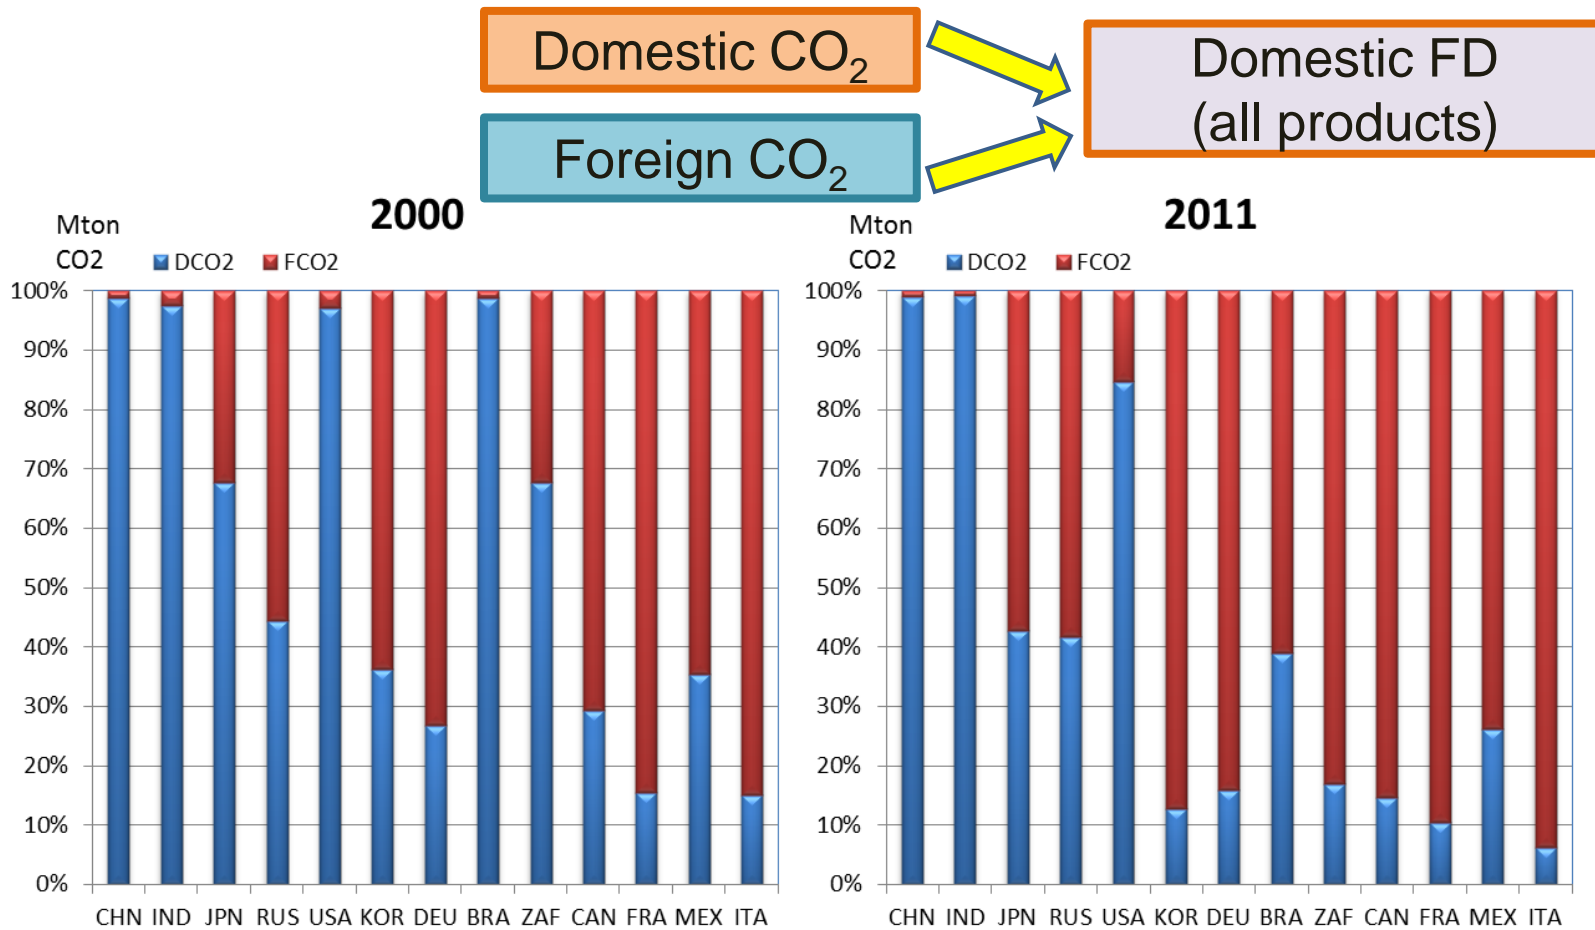 Domestic CO₂
Foreign CO₂
Domestic FD
(all products)
2000
Mton
CO2
DCO2 FCO2
100%
90%
80%
70%
60%
50%
40%
30%
20%
10%
0%
CHN IND JPN RUS USA KOR DEU BRA ZAF CAN FRA MEX ITA
2011
Mton
CO2
DCO2 FCO2
100%
90%
80%
70%
60%
50%
40%
30%
20%
10%
0%
CHN IND JPN RUS USA KOR DEU BRA ZAF CAN FRA MEX ITA